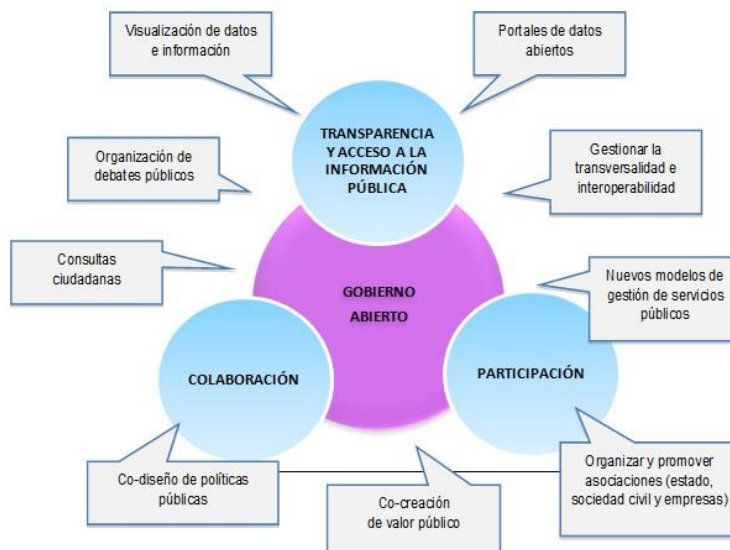 Visualización de datos
e información
Portales de datos
abiertos
TRANSPARENCIA
Y ACCESO A LA
INFORMACIÓN
PÚBLICA
Organización de
debates públicos
Gestionar la
transversalidad e
interoperabilidad
Consultas
ciudadanas
GOBIERNO
ABIERTO
Nuevos modelos de
gestión de servicios
públicos
COLABORACIÓN
PARTICIPACIÓN
Co-diseño de políticas
públicas
Co-creación
de valor público
Organizar y promover
asociaciones (estado,
sociedad civil y empresas)